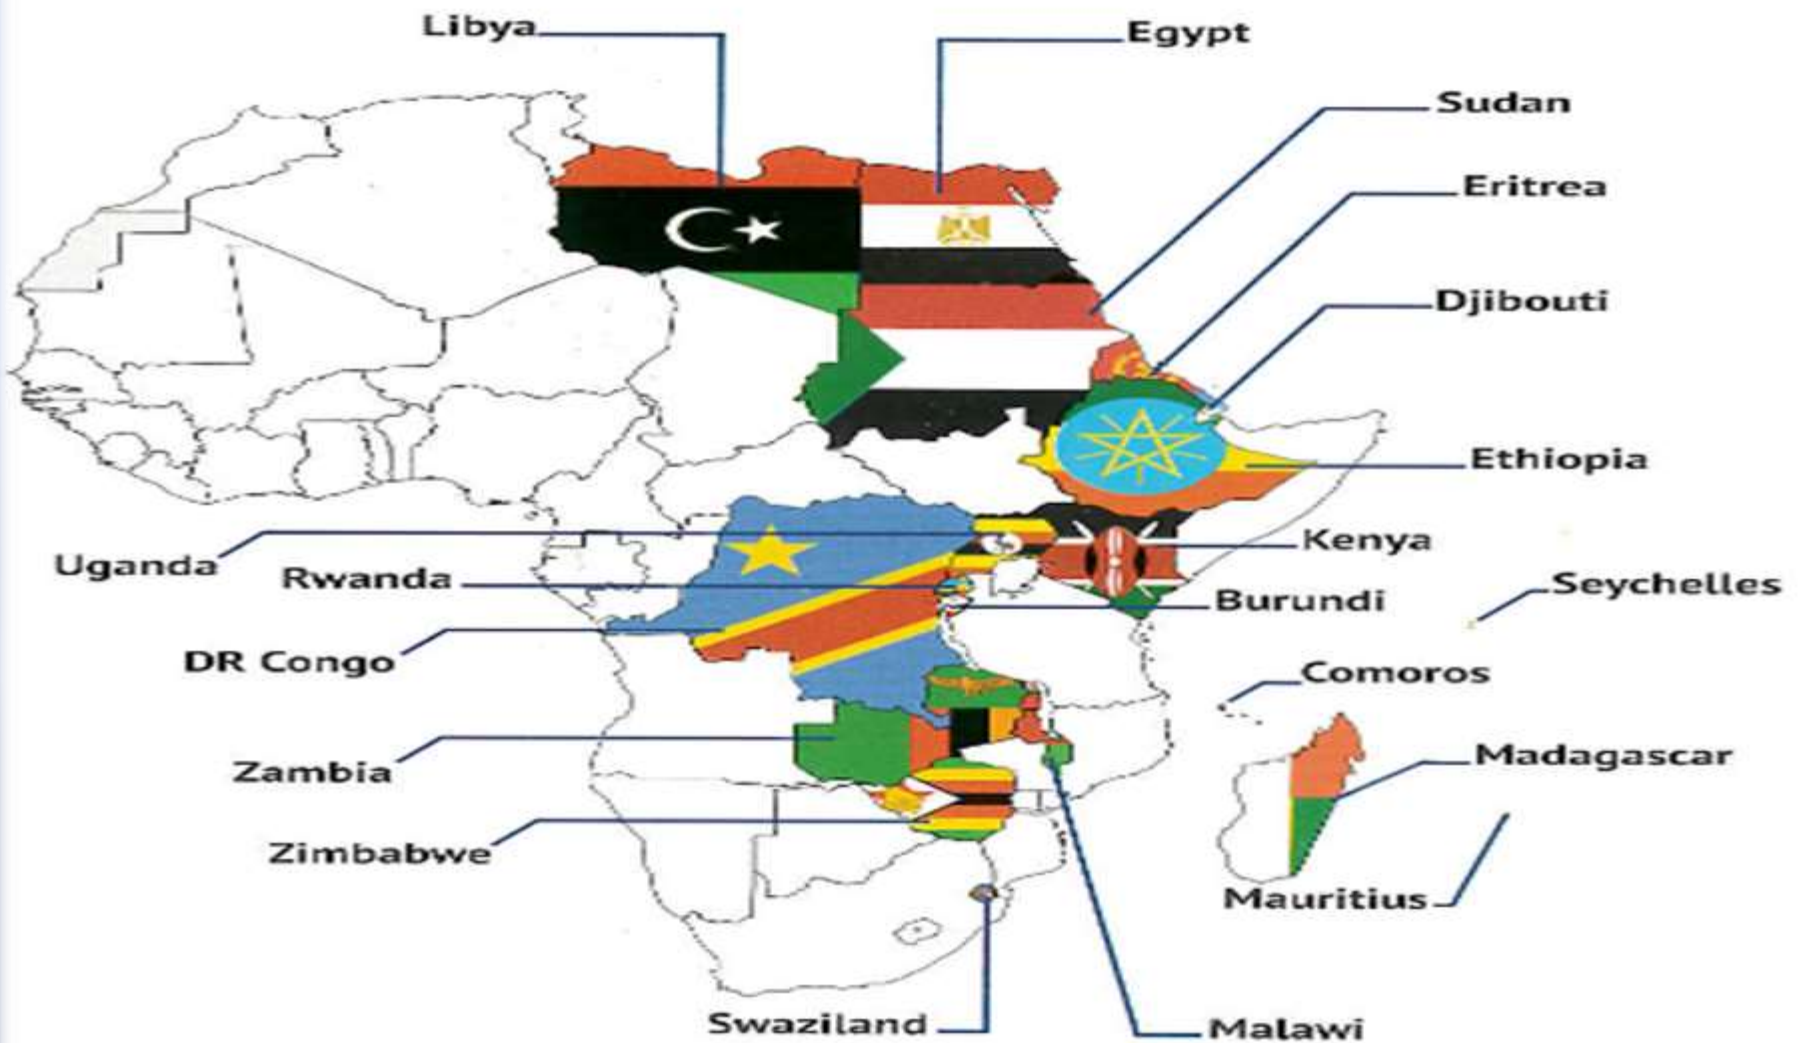 Libya
Egypt
Sudan
Eritrea
Djibouti
Ethiopia
Uganda
Kenya
Rwanda
Seychelles
Burundi
DR Congo
Comoros
Zambia
Madagascar
Zimbabwe
Mauritius
Swaziland
Malawi